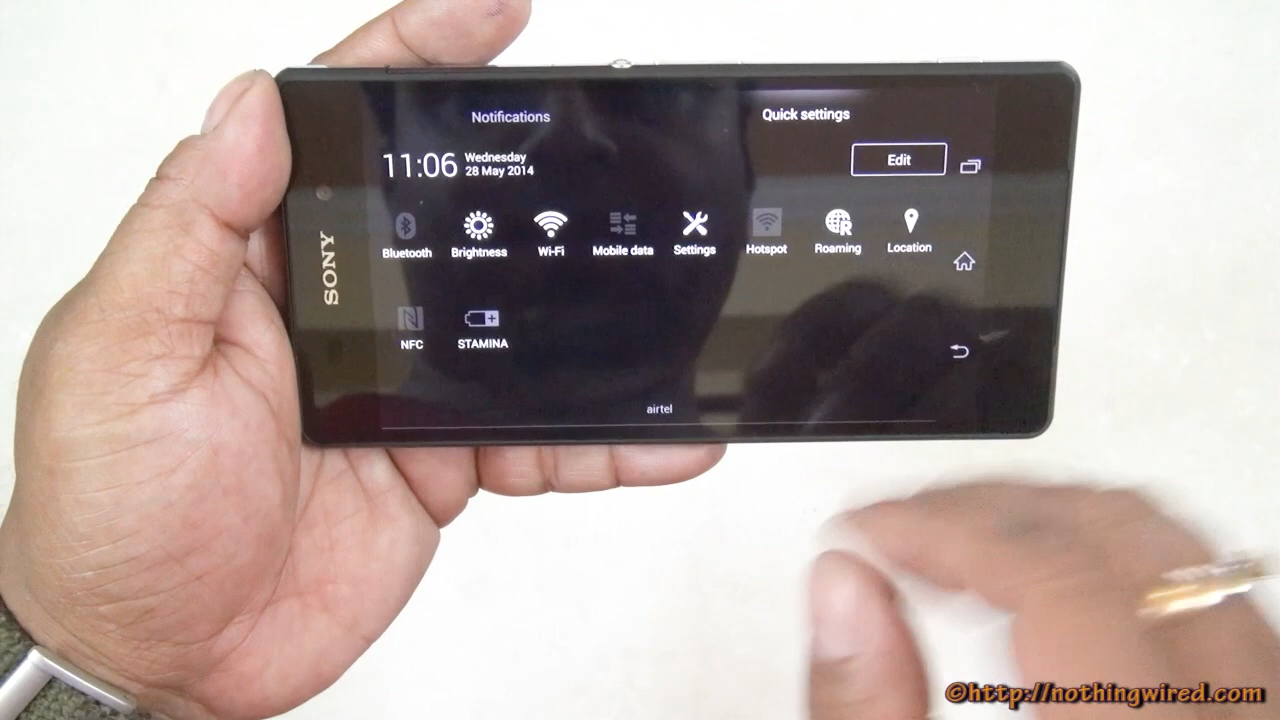 Notifications
Quick settings
11:06 Wednesday
28 May 2014
Edit
Bluetooth Brightness Wi-Fi Mobile data Settings Hotspot Roaming Location
SONY
NFC STAMINA
airtel
©http://nothingwired.com